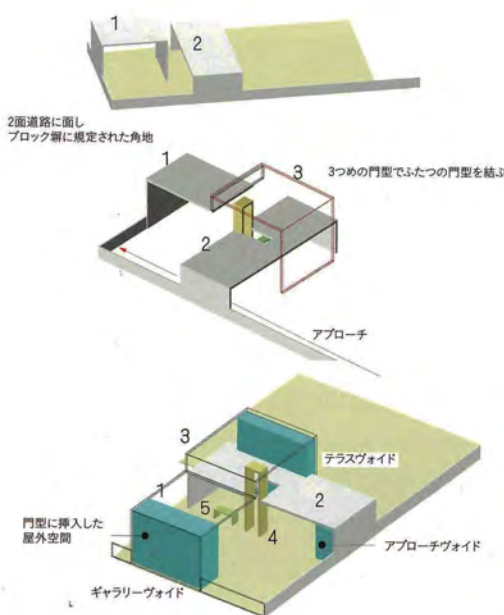 1
2
2面道路に面し
ブロック塀に規定された角地
1
3
3つめの門型でふたつの門型を結ぶ
2
アプローチ
3
テラスヴォイド
1
2
5
門型に挿入した
屋外空間
4
アプローチヴォイド
ギャラリーヴォイド